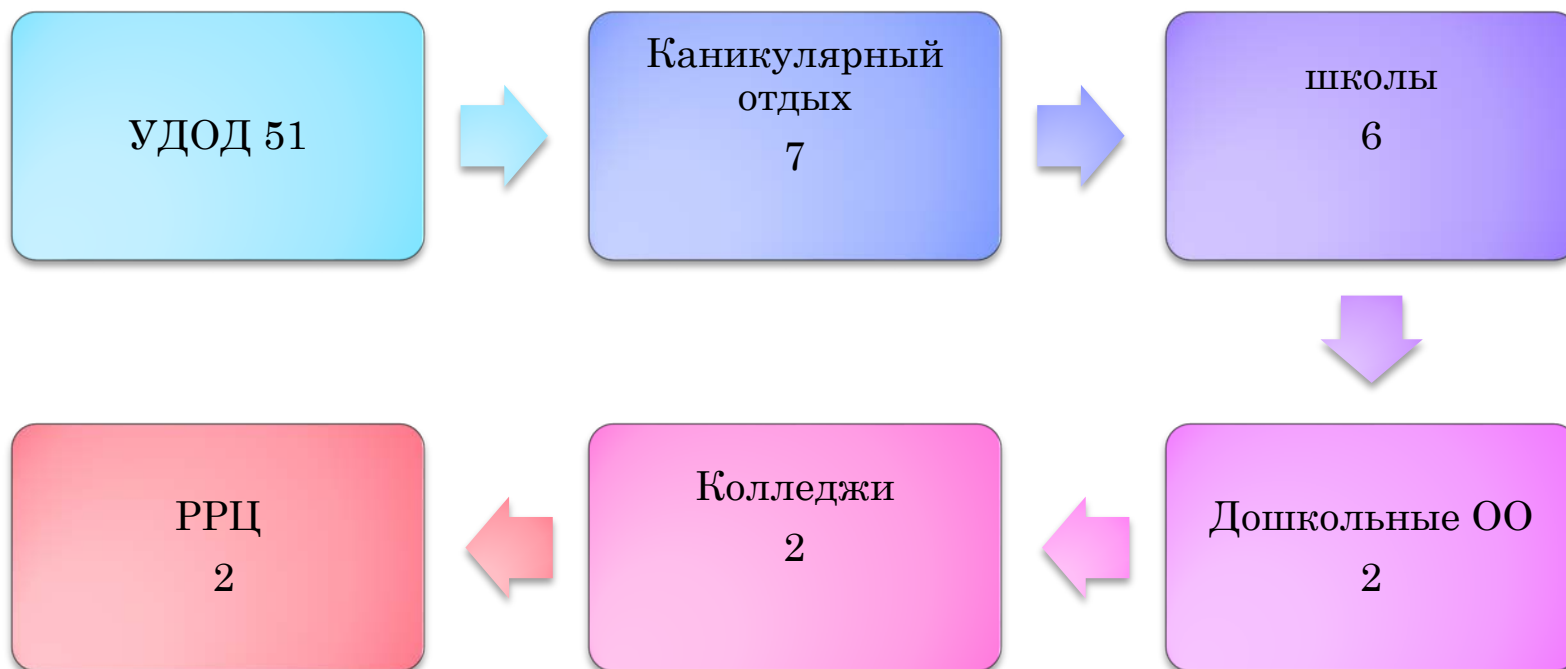 УДОД 51
Каникулярный
отдых
7
школы
6
Дошкольные ОО
2
Колледжи
2
РРЦ
2